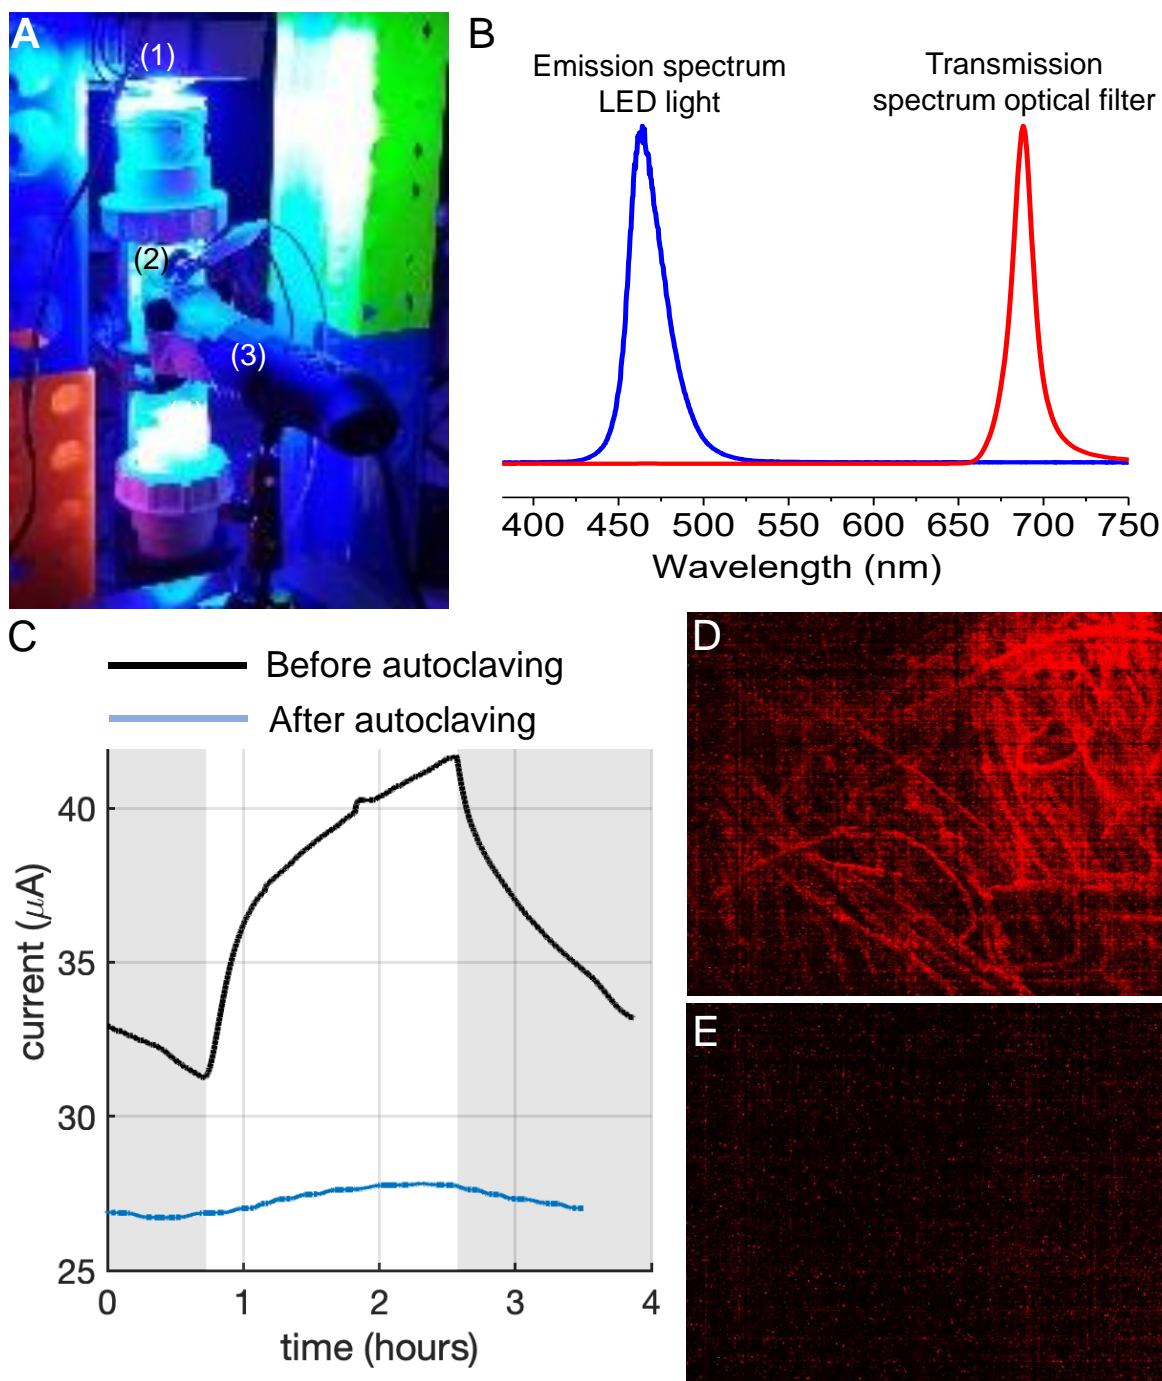 A
(1)
(2)
(3)
B
Emission spectrum
LED light
Transmission
spectrum optical filter
400 450 500 550 600 650 700 750
Wavelength (nm)
C
Before autoclaving
After autoclaving
40
35
30
25
current (μA)
0 1 2 3 4
time (hours)
D
E